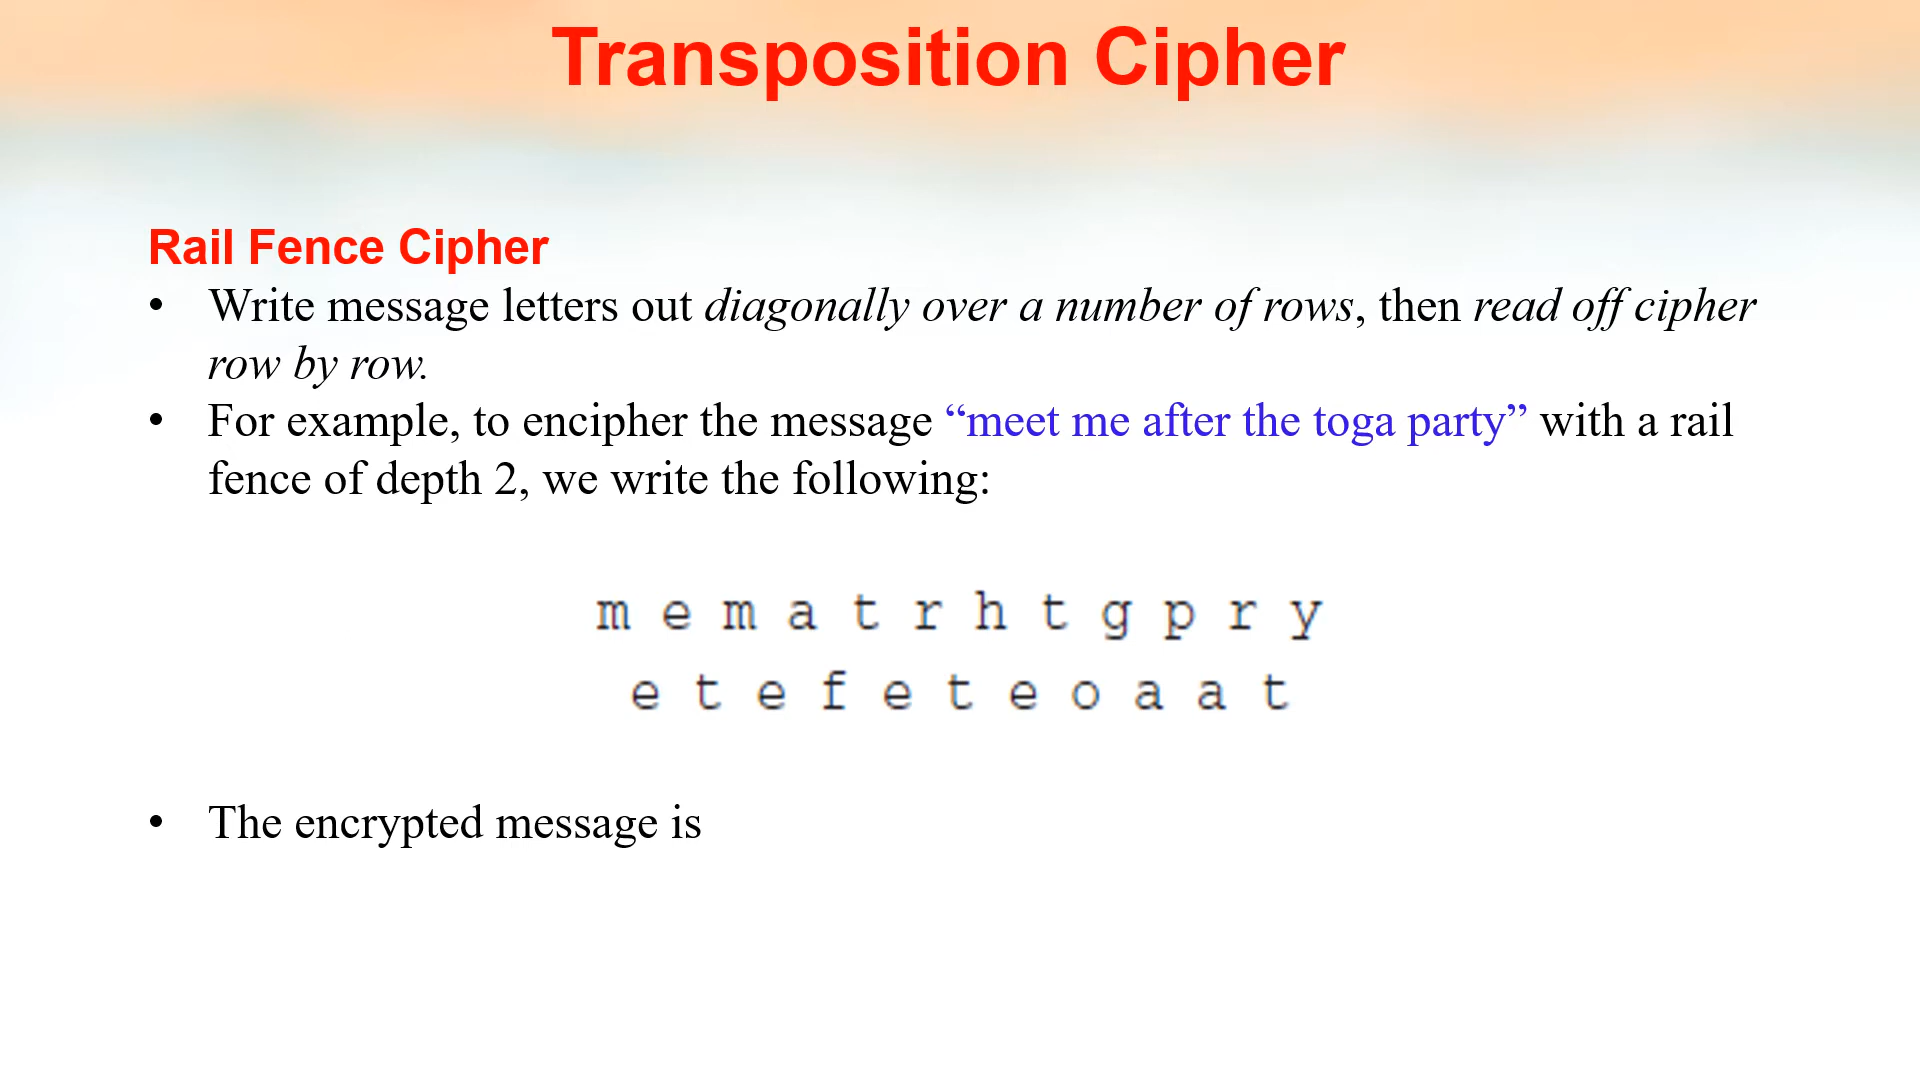 Transposition Cipher
Rail Fence Cipher
• Write message letters out diagonally over a number of rows, then read off cipher
row by row.
• For example, to encipher the message “meet me after the toga party” with a rail
fence of depth 2, we write the following:
m e m a t r h t g p r y
e t e f e t e o a a t
• The encrypted message is